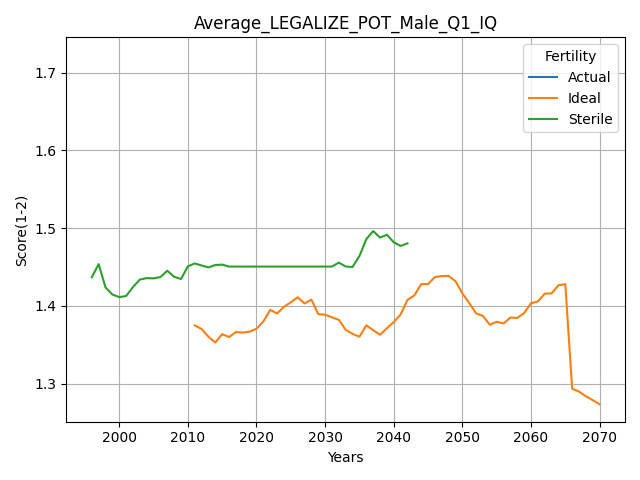 Average_LEGALIZE_POT_Male_Q1_IQ
Fertility
Actual
Ideal
Sterile
Score(1-2)
1.7
1.6
1.5
1.4
1.3
2000 2010 2020 2030 2040 2050 2060 2070
Years